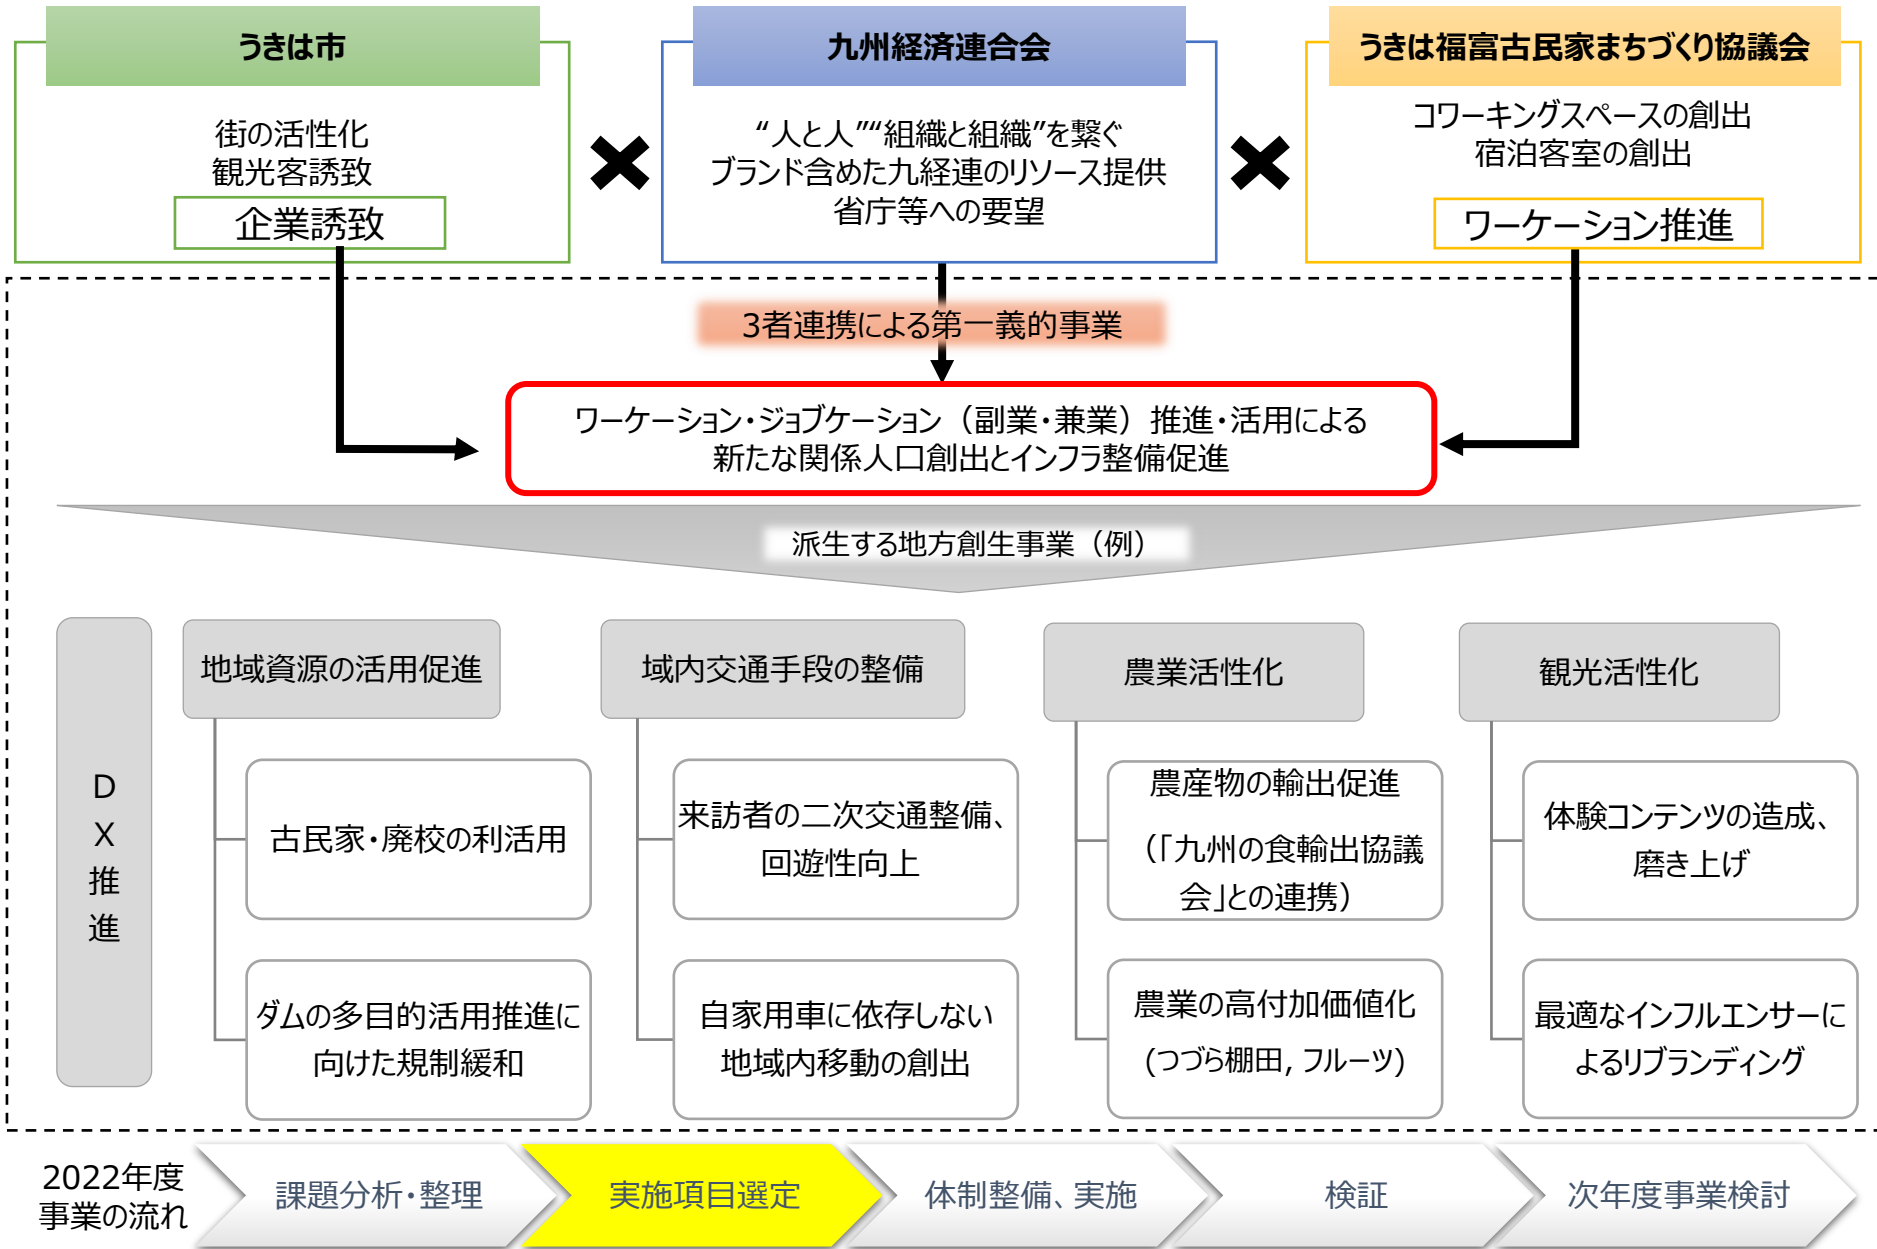 うきは市
街の活性化
観光客誘致
企業誘致
九州経済連合会
“人と人”“組織と組織”を繋ぐ
ブランド含めた九経連のリソース提供
省庁等への要望
うきは福富古民家まちづくり協議会
コワーキングスペースの創出
宿泊客室の創出
ワーケーション推進
3者連携による第一義的事業
ワーケーション・ジョブケーション（副業・兼業）推進・活用による
新たな関係人口創出とインフラ整備促進
派生する地方創生事業（例）
DX推進
地域資源の活用促進
古民家・廃校の利活用
ダムの多目的活用推進に
向けた規制緩和
域内交通手段の整備
来訪者の二次交通整備、
回遊性向上
自家用車に依存しない
地域内移動の創出
農業活性化
農産物の輸出促進
（「九州の食輸出協議
会」との連携）
農業の高付加価値化
(つづら棚田, フルーツ)
観光活性化
体験コンテンツの造成、
磨き上げ
最適なインフルエンサーに
よるリブランディング
2022年度
事業の流れ
課題分析・整理
実施項目選定
体制整備、実施
検証
次年度事業検討